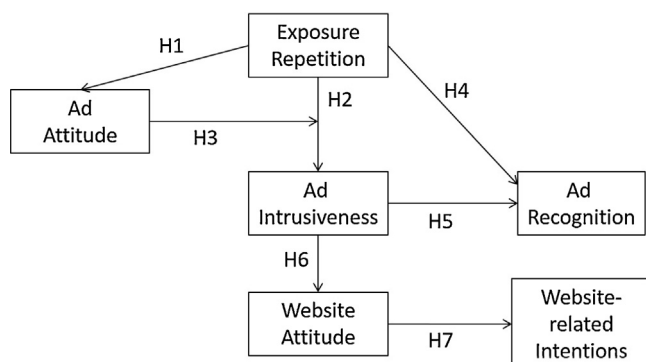 Exposure
Repetition
H1
H2
H4
Ad
Attitude
H3
Ad
Intrusiveness
H5
Ad
Recognition
H6
Website
Attitude
H7
Website-
related
Intentions